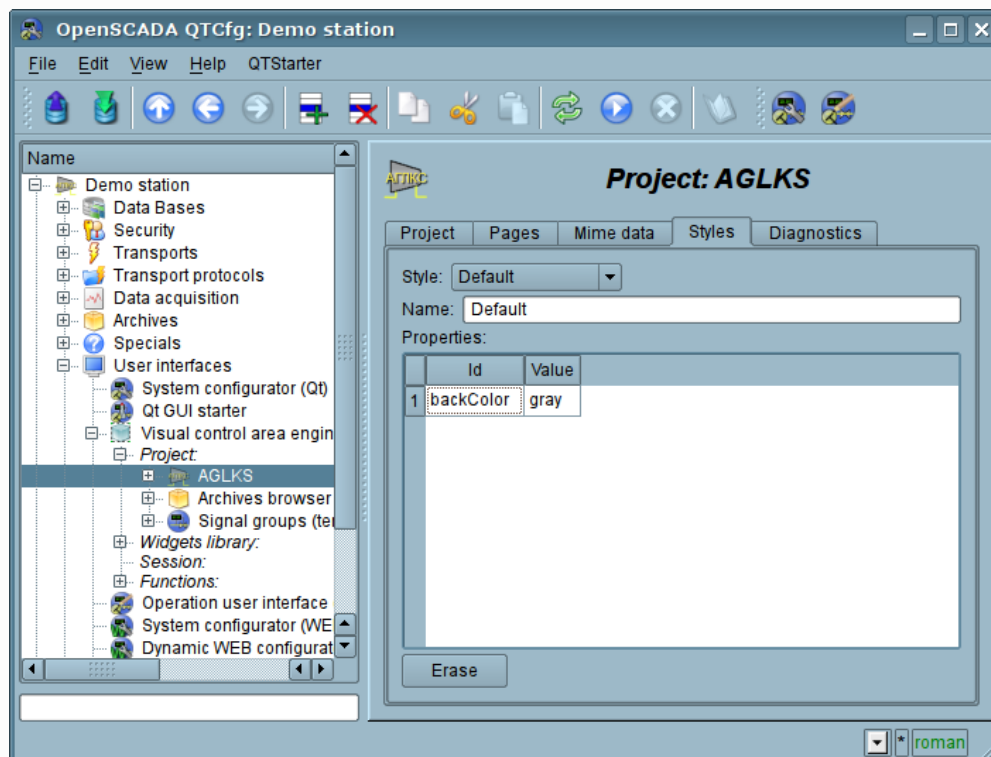 OpenSCADA QTCfg: Demo station
File Edit View Help QTStarter
Name
Demo station
Data Bases
Security
Transports
Transport protocols
Data acquisition
Archives
Specials
User interfaces
System configurator (Qt)
Qt GUI starter
Visual control area engin
Project:
AGLKS
Archives browser
Signal groups (ter
Widgets library:
Session:
Functions:
Operation user interface
System configurator (WE
Dynamic WEB configurat
АГЛКС
Project: AGLKS
Project Pages Mime data Styles Diagnostics
Style: Default
Name: Default
Properties:
Id Value
1 backColor gray
Erase
* roman